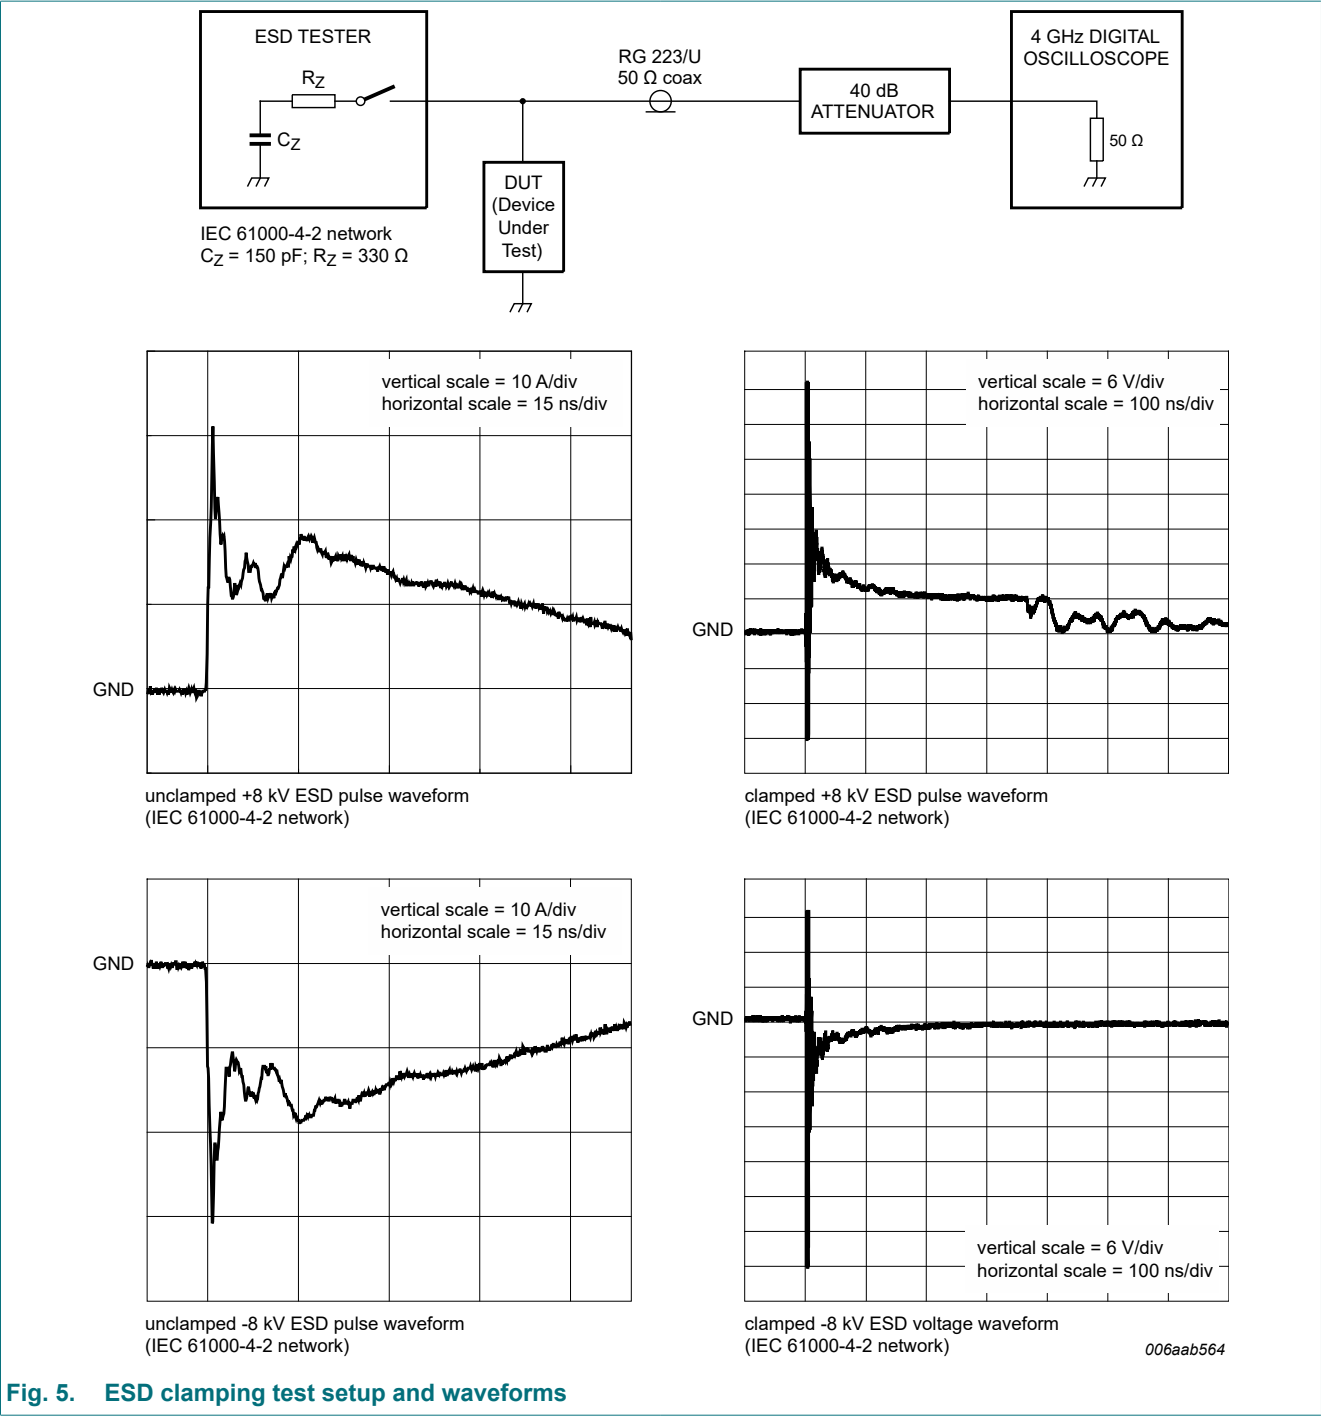 ESD TESTER
RZ
CZ
IEC 61000-4-2 network
CZ = 150 pF; RZ = 330 Ω
DUT
(Device
Under
Test)
RG 223/U
50 Ω coax
40 dB
ATTENUATOR
4 GHz DIGITAL
OSCILLOSCOPE
50 Ω
vertical scale = 10 A/div
horizontal scale = 15 ns/div
GND
unclamped +8 kV ESD pulse waveform
(IEC 61000-4-2 network)
vertical scale = 6 V/div
horizontal scale = 100 ns/div
GND
clamped +8 kV ESD pulse waveform
(IEC 61000-4-2 network)
vertical scale = 10 A/div
horizontal scale = 15 ns/div
GND
unclamped -8 kV ESD pulse waveform
(IEC 61000-4-2 network)
GND
vertical scale = 6 V/div
horizontal scale = 100 ns/div
clamped -8 kV ESD voltage waveform
(IEC 61000-4-2 network)
006aab564
Fig. 5. ESD clamping test setup and waveforms